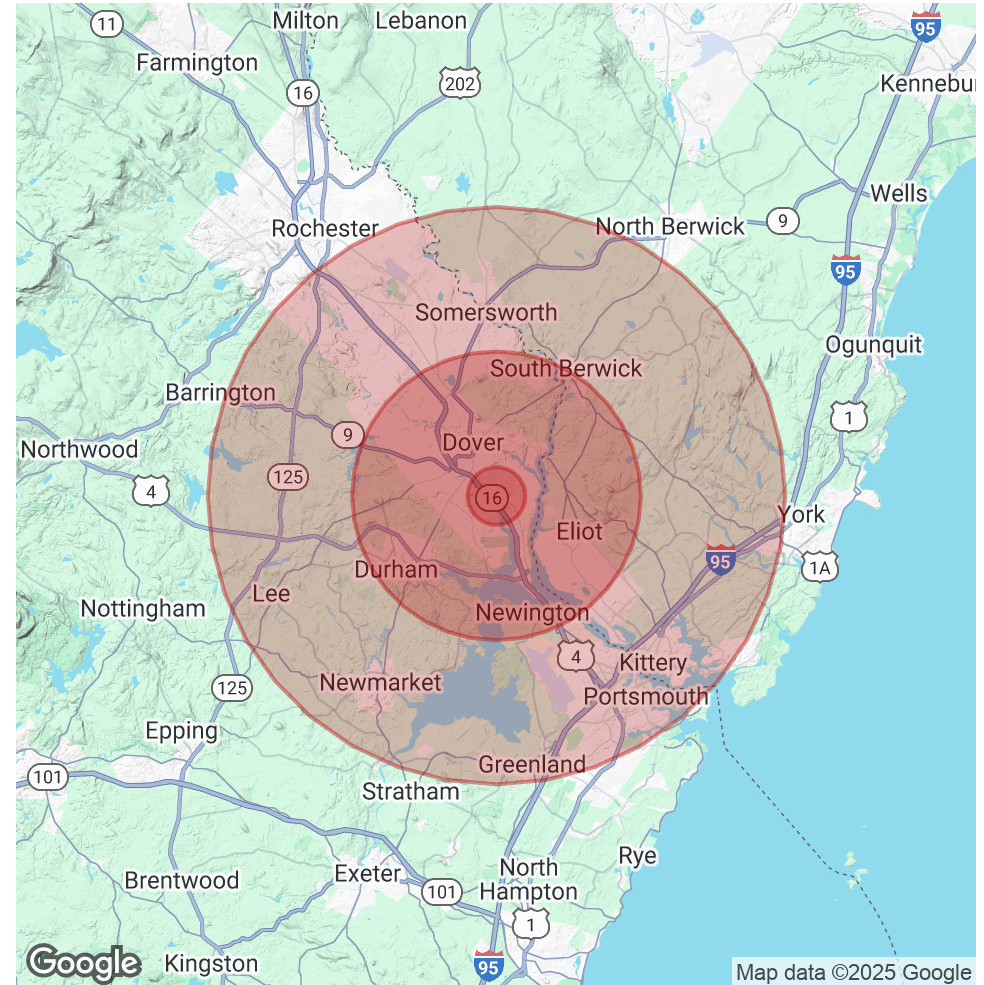 11
Milton
Lebanon
95
Farmington
202
Kennebu
16
Wells
Rochester
North Berwick
9
95
Somersworth
Ogunquit
South Berwick
Barrington
1
9
Dover
Northwood
125
4
16
York
Eliot
95
1A
Durham
Lee
Nottingham
Newington
4
Kittery
Newmarket
125
Portsmouth
Epping
Greenland
101
Stratham
Rye
North
Hampton
Exeter
Brentwood
101
1
Google
Kingston
95
Map data ©2025 Google